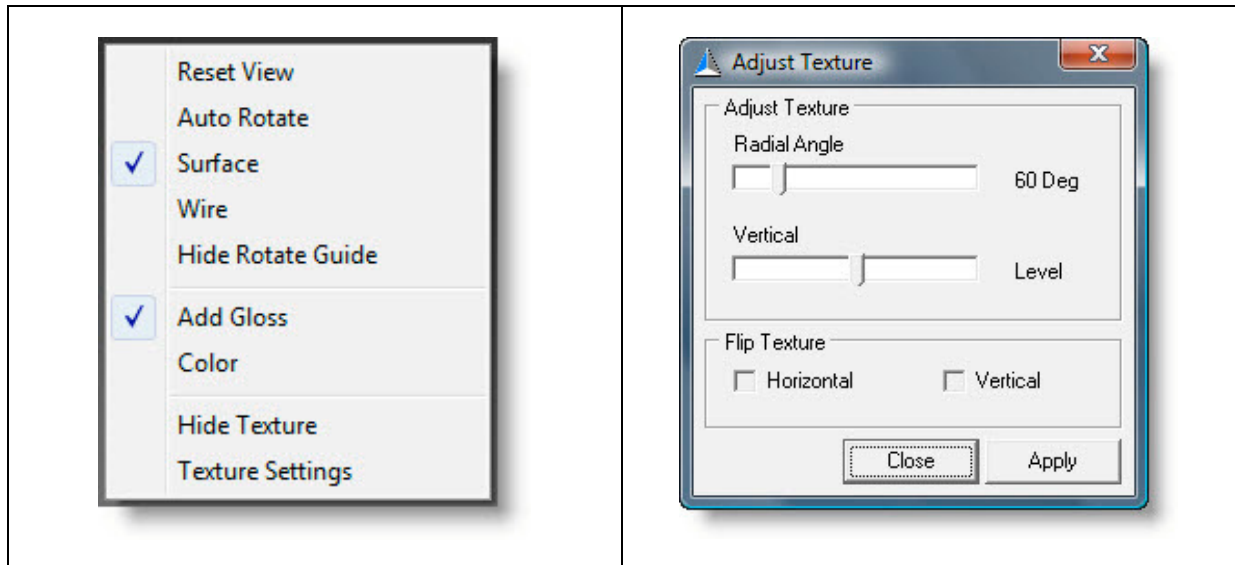 Reset View
Auto Rotate
Surface
Wire
Hide Rotate Guide
Add Gloss
Color
Hide Texture
Texture Settings
Adjust Texture
Adjust Texture
Radial Angle
60 Deg
Vertical
Level
Flip Texture
Horizontal Vertical
Close Apply